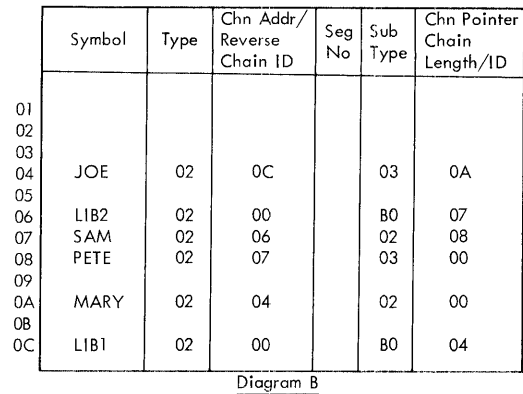 Symbol Type Chn Addr/ Reverse Chain ID Seg No Sub Type Chn Pointer Chain Length/ID
01
02
03
04 JOE 02 0C 03 0A
05
06 LIB2 02 00 B0 07
07 SAM 02 06 02 08
08 PETE 02 07 03 00
09
0A MARY 02 04 02 00
0B
0C LIB1 02 00 B0 04
Diagram B